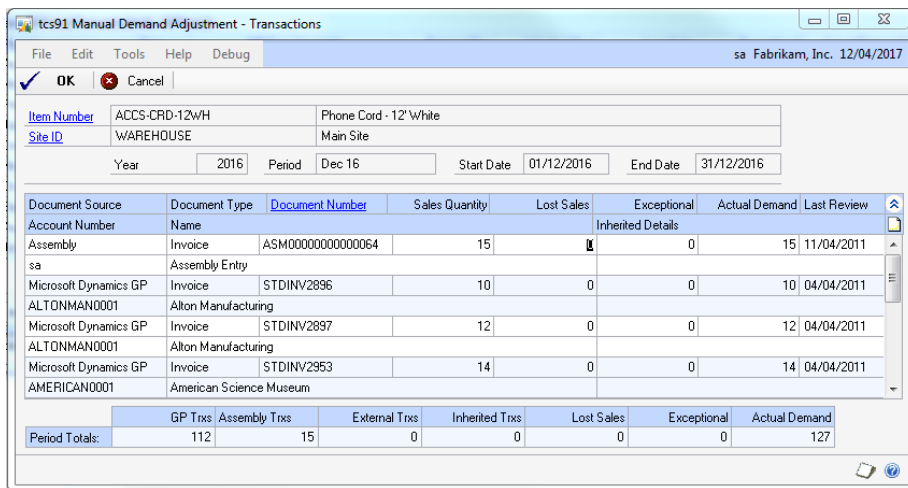 tcs91 Manual Demand Adjustment - Transactions
File Edit Tools Help Debug sa Fabrikam, Inc. 12/04/2017
OK Cancel
Item Number ACCS-CRD-12WH Phone Cord - 12' White
Site ID WAREHOUSE Main Site
Year 2016 Period Dec 16 Start Date 01/12/2016 End Date 31/12/2016
Document Source Document Type Document Number Sales Quantity Lost Sales Exceptional Actual Demand Last Review
Account Number Name Inherited Details
Assembly Invoice ASM00000000000064 15 0 0 15 11/04/2011
sa Assembly Entry
Microsoft Dynamics GP Invoice STDINV2896 10 0 0 10 04/04/2011
ALTONMAN0001 Alton Manufacturing
Microsoft Dynamics GP Invoice STDINV2897 12 0 0 12 04/04/2011
ALTONMAN0001 Alton Manufacturing
Microsoft Dynamics GP Invoice STDINV2953 14 0 0 14 04/04/2011
AMERICAN0001 American Science Museum
GP Trxs Assembly Trxs External Trxs Inherited Trxs Lost Sales Exceptional Actual Demand
Period Totals: 112 15 0 0 0 0 127